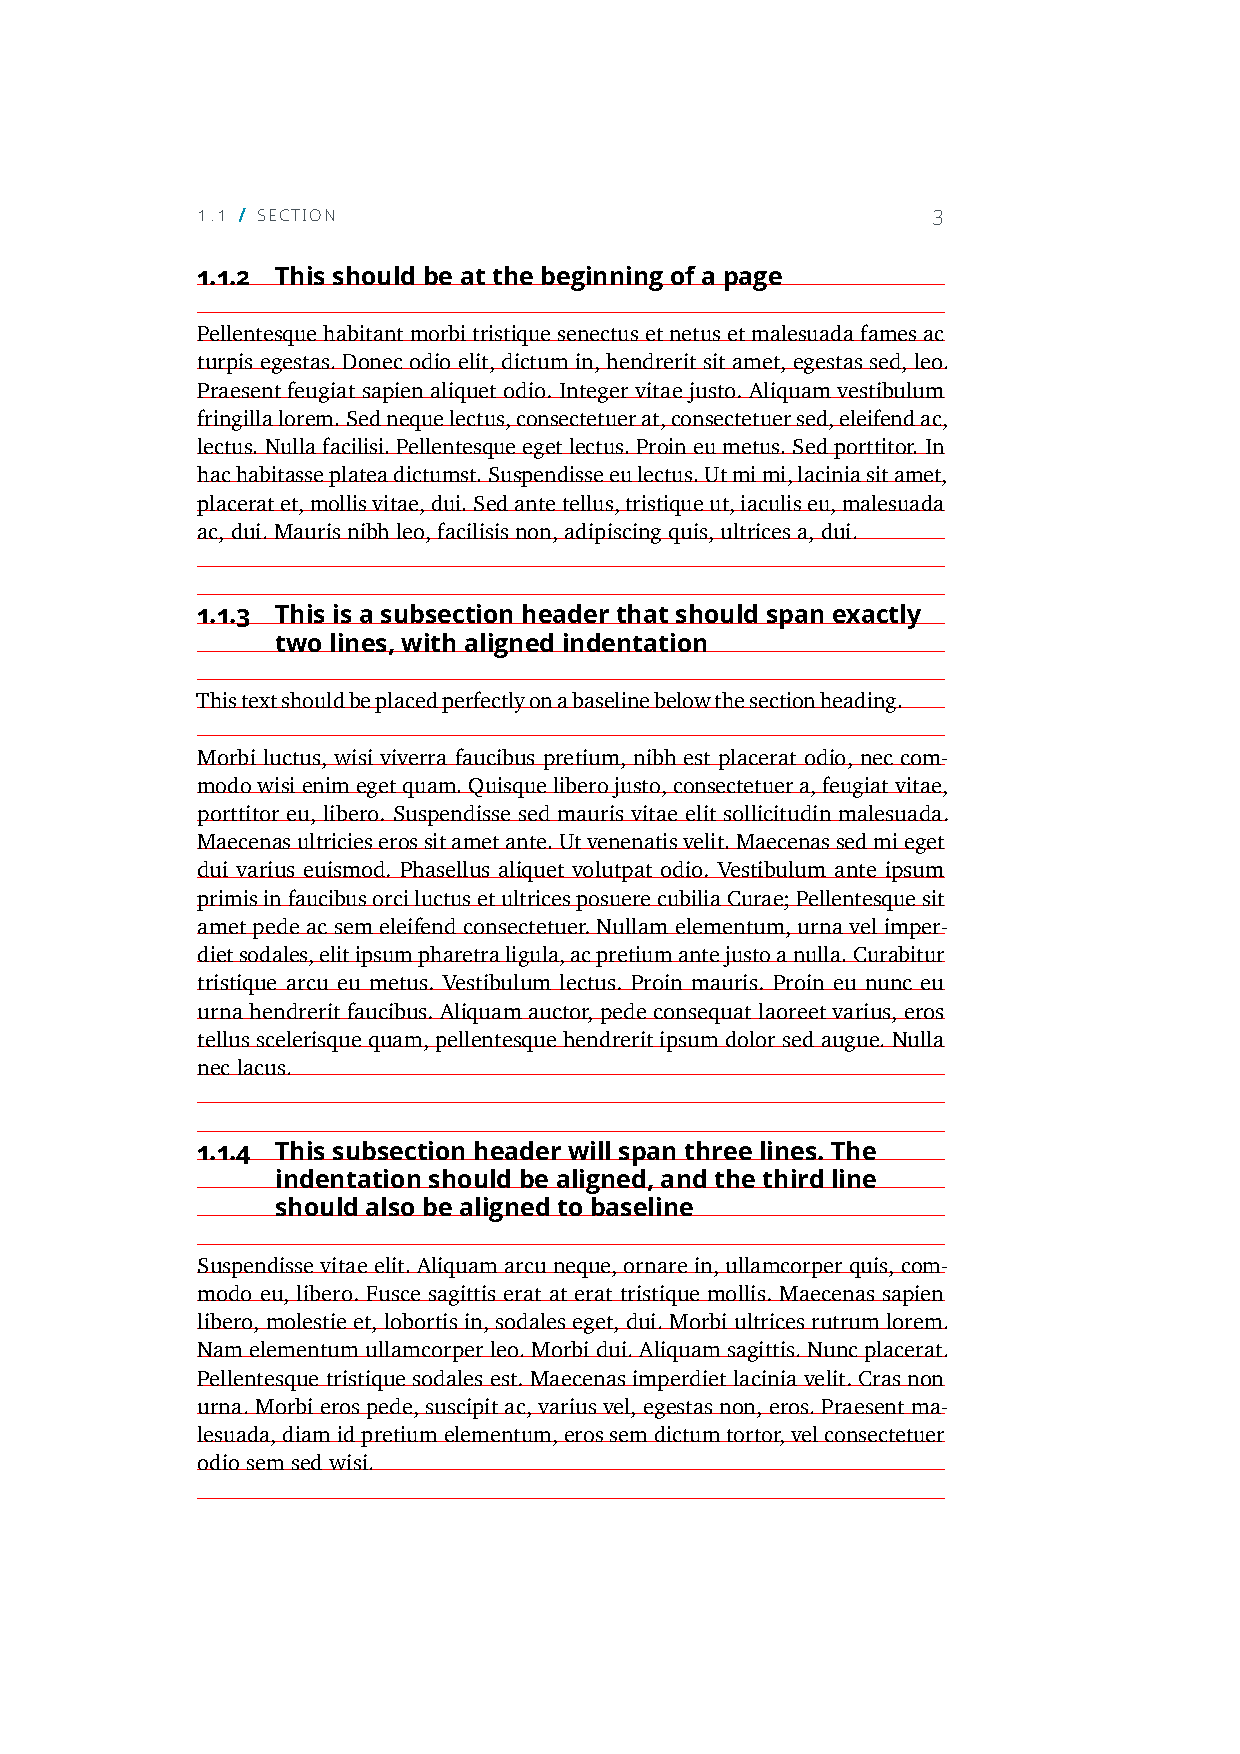 1.1 / SECTION 3
1.1.2 This should be at the beginning of a page
Pellentesque habitant morbi tristique senectus et netus et malesuada fames ac
turpis egestas. Donec odio elit, dictum in, hendrerit sit amet, egestas sed, leo.
Praesent feugiat sapien aliquet odio. Integer vitae justo. Aliquam vestibulum
fringilla lorem. Sed neque lectus, consectetuer at, consectetuer sed, eleifend ac,
lectus. Nulla facilisi. Pellentesque eget lectus. Proin eu metus. Sed porttitor. In
hac habitasse platea dictumst. Suspendisse eu lectus. Ut mi mi, lacinia sit amet,
placerat et, mollis vitae, dui. Sed ante tellus, tristique ut, iaculis eu, malesuada
ac, dui. Mauris nibh leo, facilisis non, adipiscing quis, ultrices a, dui.
1.1.3 This is a subsection header that should span exactly
two lines, with aligned indentation
This text should be placed perfectly on a baseline below the section heading.
Morbi luctus, wisi viverra faucibus pretium, nibh est placerat odio, nec com-
modo wisi enim eget quam. Quisque libero justo, consectetuer a, feugiat vitae,
porttitor eu, libero. Suspendisse sed mauris vitae elit sollicitudin malesuada.
Maecenas ultricies eros sit amet ante. Ut venenatis velit. Maecenas sed mi eget
dui varius euismod. Phasellus aliquet volutpat odio. Vestibulum ante ipsum
primis in faucibus orci luctus et ultrices posuere cubilia Curae; Pellentesque sit
amet pede ac sem eleifend consectetuer. Nullam elementum, urna vel imper-
diet sodales, elit ipsum pharetra ligula, ac pretium ante justo a nulla. Curabitur
tristique arcu eu metus. Vestibulum lectus. Proin mauris. Proin eu nunc eu
urna hendrerit faucibus. Aliquam auctor, pede consequat laoreet varius, eros
tellus scelerisque quam, pellentesque hendrerit ipsum dolor sed augue. Nulla
nec lacus.
1.1.4 This subsection header will span three lines. The
indentation should be aligned, and the third line
should also be aligned to baseline
Suspendisse vitae elit. Aliquam arcu neque, ornare in, ullamcorper quis, com-
modo eu, libero. Fusce sagittis erat at erat tristique mollis. Maecenas sapien
libero, molestie et, lobortis in, sodales eget, dui. Morbi ultrices rutrum lorem.
Nam elementum ullamcorper leo. Morbi dui. Aliquam sagittis. Nunc placerat.
Pellentesque tristique sodales est. Maecenas imperdiet lacinia velit. Cras non
urna. Morbi eros pede, suscipit ac, varius vel, egestas non, eros. Praesent ma-
lesuada, diam id pretium elementum, eros sem dictum tortor, vel consectetuer
odio sem sed wisi.